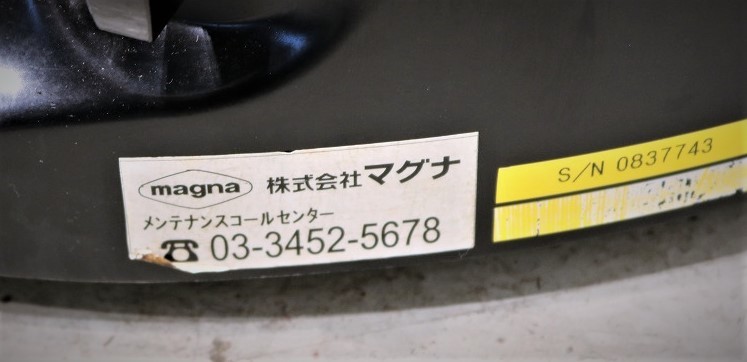 magna 株式会社マグナ
メンテナンスコールセンター
☎ 03-3452-5678
S/N 0837743